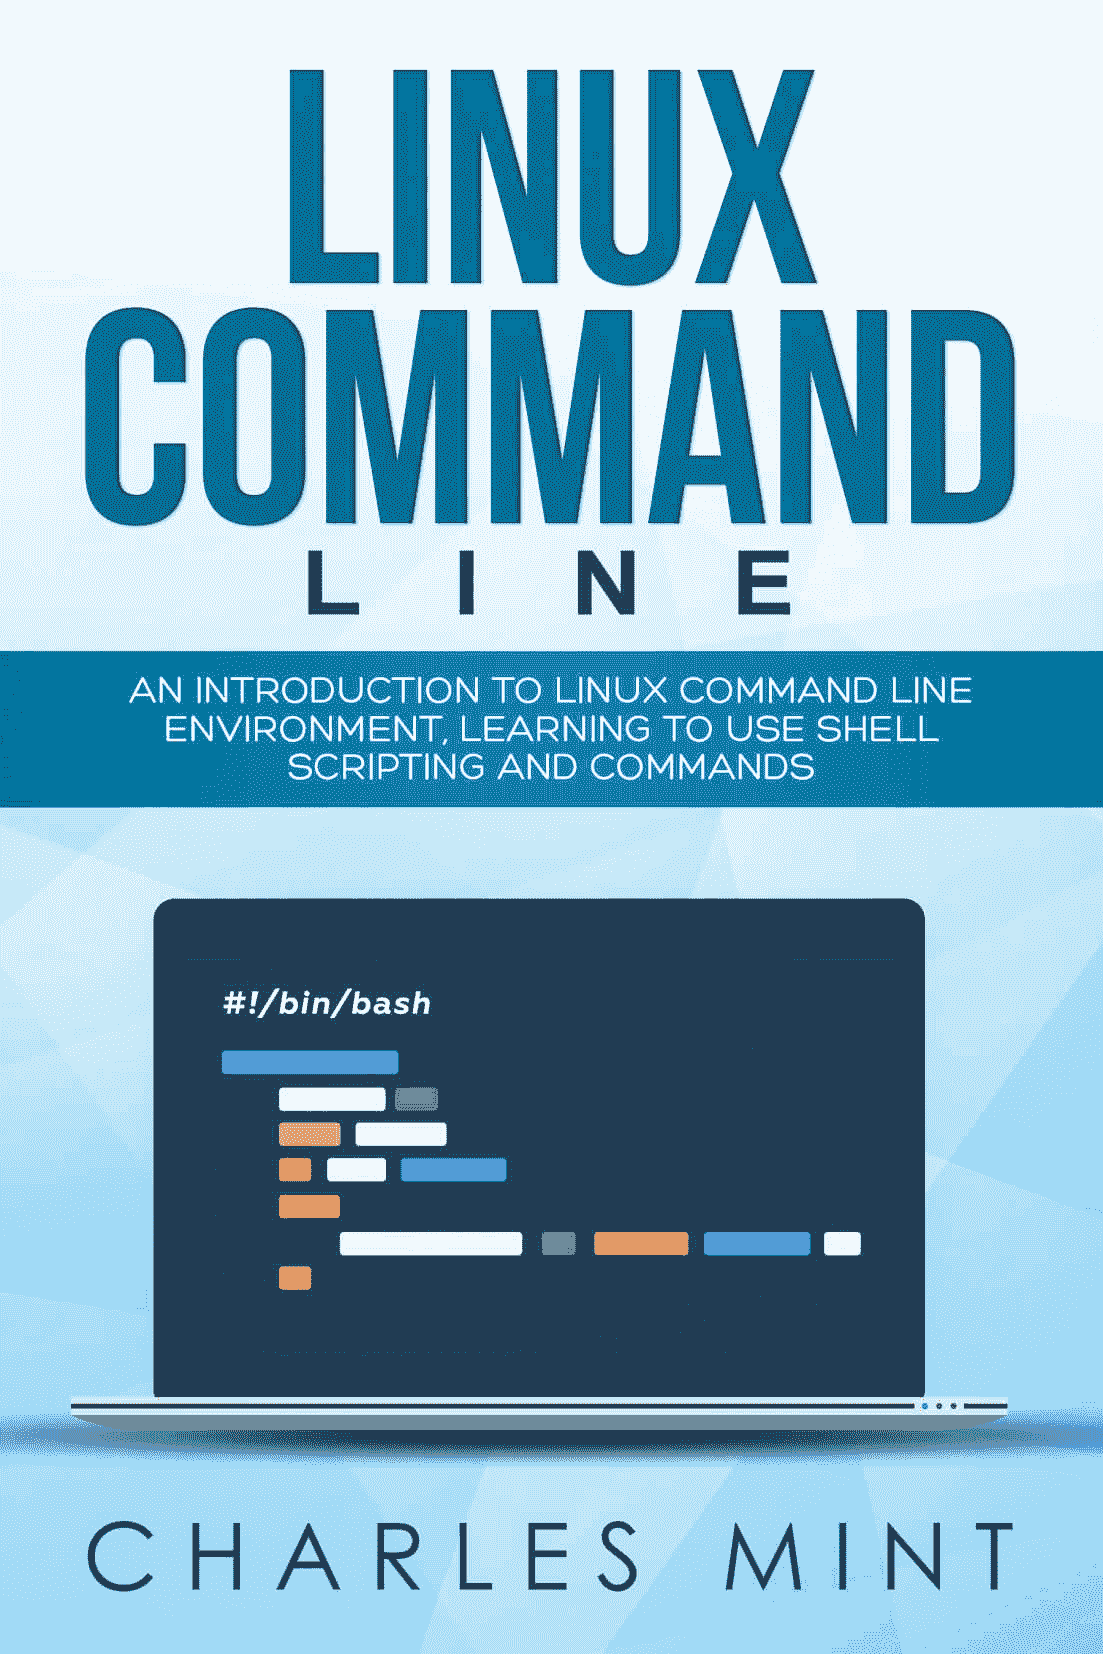 LINUX
COMMAND
LINE
AN INTRODUCTION TO LINUX COMMAND LINE
ENVIRONMENT, LEARNING TO USE SHELL
SCRIPTING AND COMMANDS
#!/bin/bash
CHARLES MINT